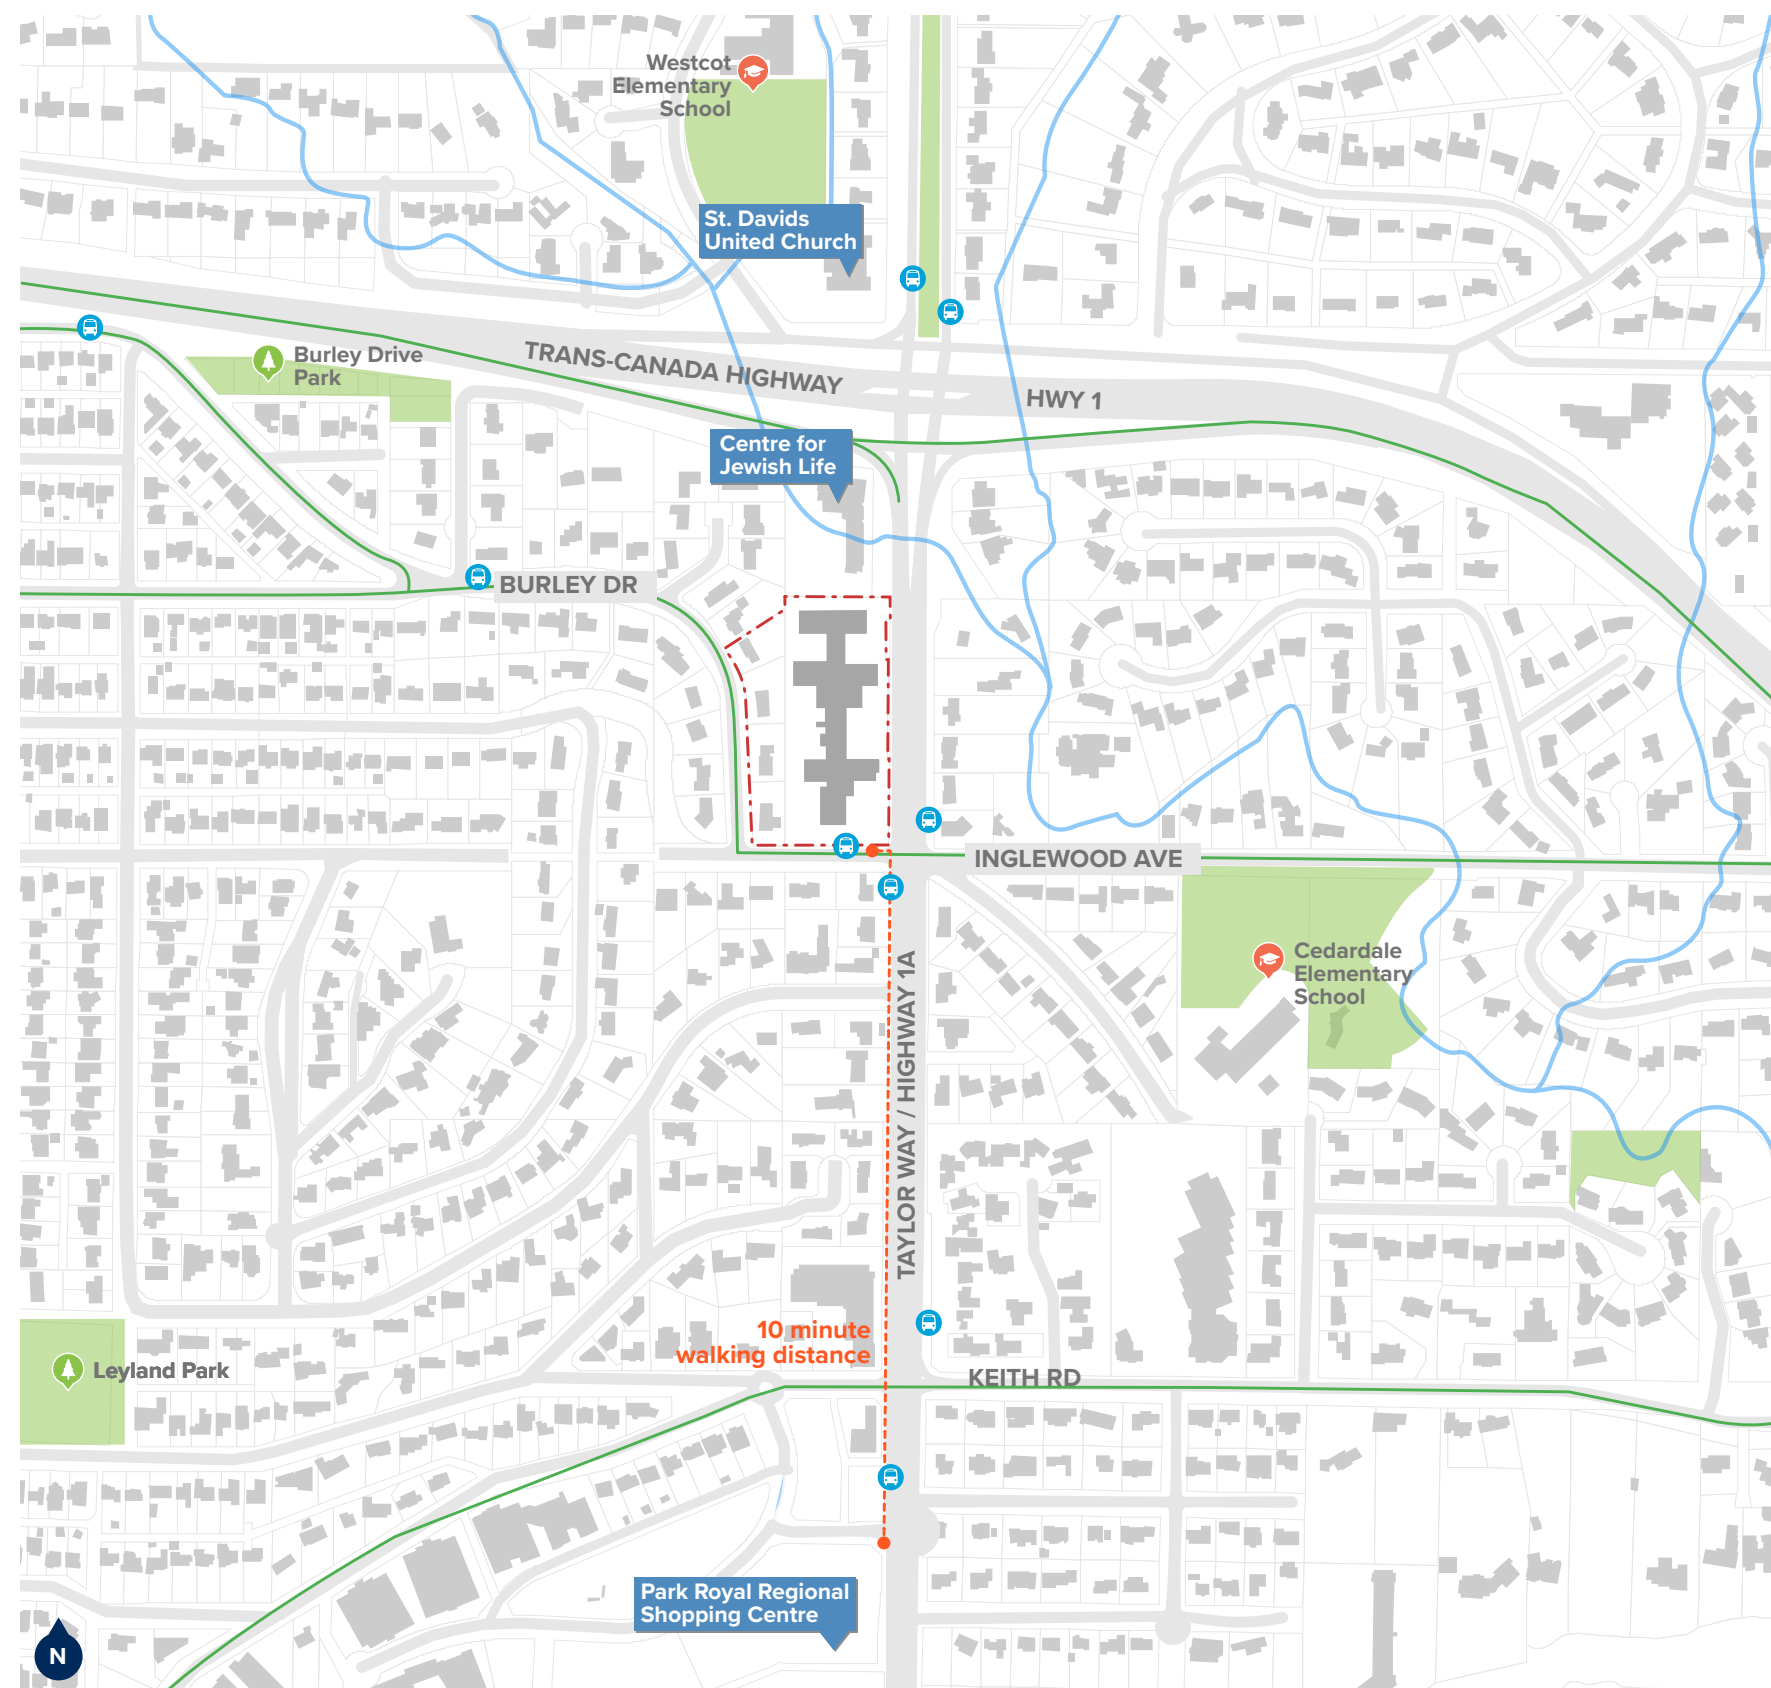 Westcot
Elementary
School
St. Davids
United Church
Burley Drive
Park
TRANS-CANADA HIGHWAY
HWY 1
Centre for
Jewish Life
BURLEY DR
INGLEWOOD AVE
Cedardale
Elementary
School
TAYLOR WAY / HIGHWAY 1A
10 minute
walking distance
Leyland Park
KEITH RD
Park Royal Regional
Shopping Centre
N